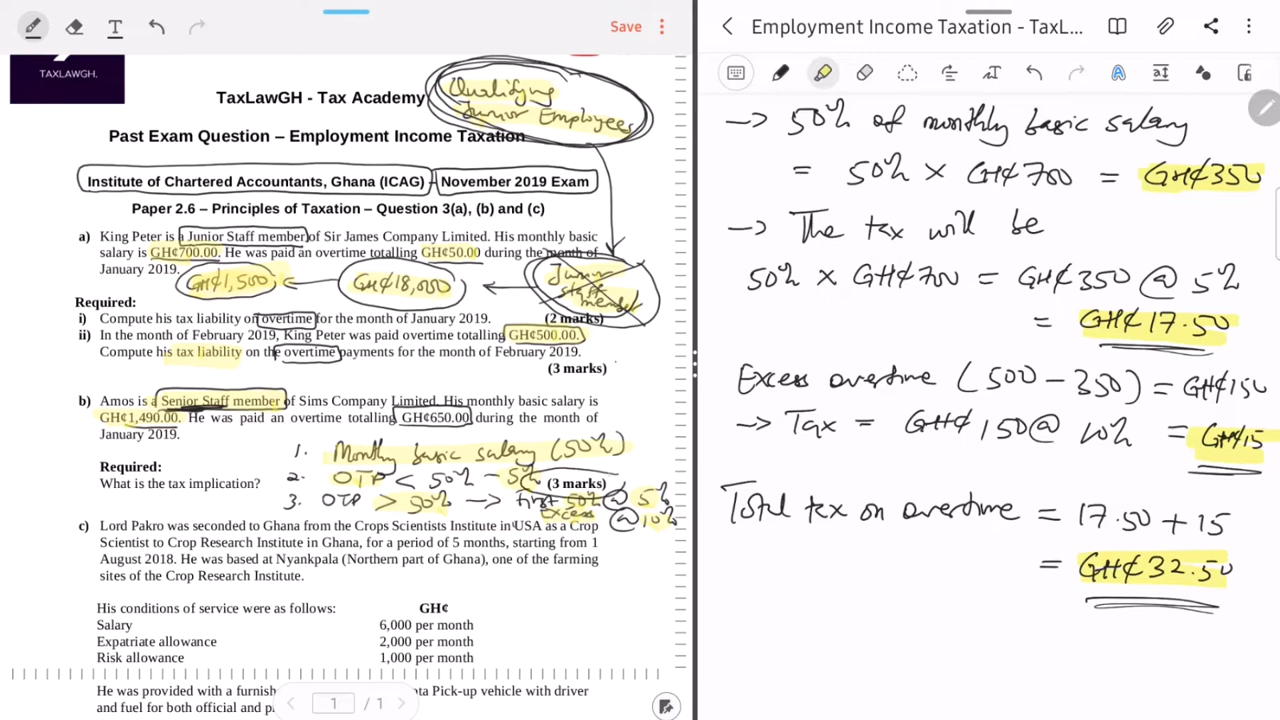 Save
TAXLAWGH.
TaxLawGH - Tax Academy
Qualifying
Junior Employees
Past Exam Question – Employment Income Taxation
Institute of Chartered Accountants, Ghana (ICAG) - November 2019 Exam
Paper 2.6 – Principles of Taxation – Question 3(a), (b) and (c)
a) King Peter is a Junior Staff member of Sir James Company Limited. His monthly basic
salary is GH¢700.00. He was paid an overtime totalling GH¢50.00 during the month of
January 2019.
GH¢1,500
GH¢18,000
Junior
staff
member
Required:
i) Compute his tax liability on overtime for the month of January 2019. (2 marks)
ii) In the month of February 2019, King Peter was paid overtime totalling GH¢500.00.
Compute his tax liability on the overtime payments for the month of February 2019.
(3 marks)
b) Amos is a Senior Staff member of Sims Company Limited. His monthly basic salary is
GH¢1,490.00. He was paid an overtime totalling GH¢650.00 during the month of
January 2019.
1. Monthly basic salary (50%)
Required:
2. OTP < 50% – 5%
What is the tax implication? (3 marks)
3. OTP > 50% → first 50% @ 5%
Excess @ 10%
c) Lord Pakro was seconded to Ghana from the Crops Scientists Institute in USA as a Crop
Scientist to Crop Research Institute in Ghana, for a period of 5 months, starting from 1
August 2018. He was based at Nyankpala (Northern part of Ghana), one of the farming
sites of the Crop Research Institute.
His conditions of service were as follows: GH¢
Salary 6,000 per month
Expatriate allowance 2,000 per month
Risk allowance 1,000 per month
He was provided with a furnish ta Pick-up vehicle with driver
and fuel for both official and p
1 / 1
Employment Income Taxation - TaxL...
→ 50% of monthly basic salary
= 50% × GH¢700 = GH¢350
→ The tax will be
50% × GH¢700 = GH¢350 @ 5%
= GH¢17.50
Excess overtime (500 – 350) = GH¢150
→ Tax = GH¢150 @ 10% = GH¢15
Total tax on overtime = 17.50 + 15
= GH¢32.50